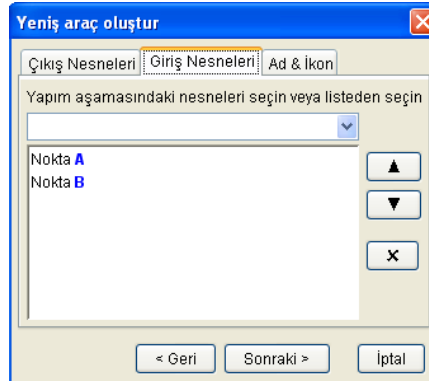 Yeniş araç oluştur
Çıkış Nesneleri Giriş Nesneleri Ad & İkon
Yapım aşamasındaki nesneleri seçin veya listeden seçin
Nokta A
Nokta B
< Geri Sonraki > İptal